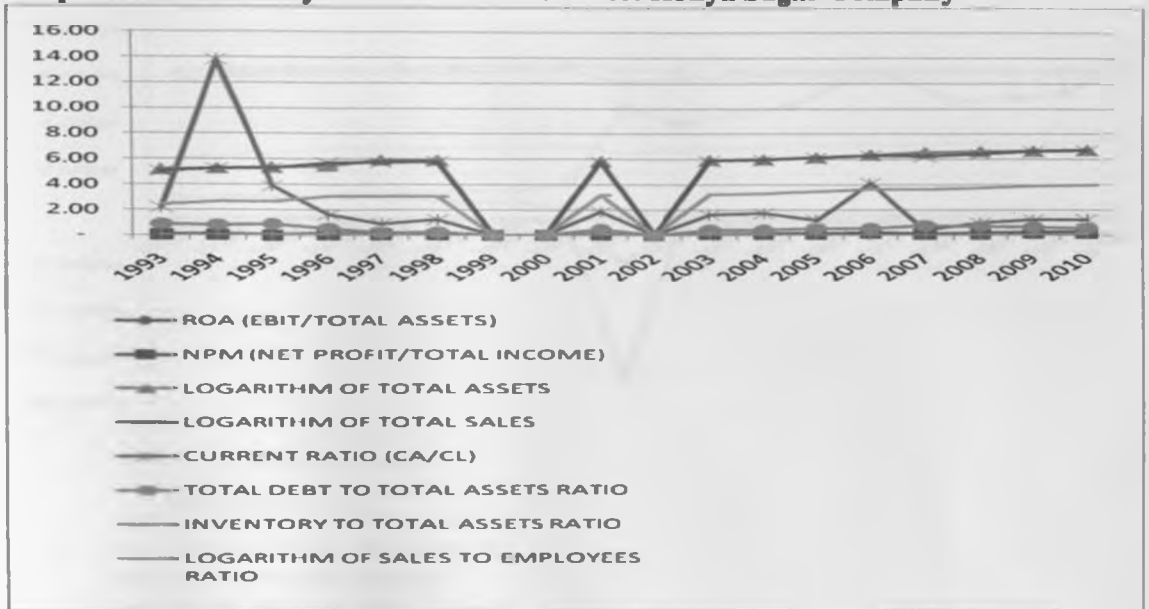 Sugar Company
16.00
14.00
12.00
10.00
8.00
6.00
4.00
2.00
-
1993 1994 1995 1996 1997 1998 1999 2000 2001 2002 2003 2004 2005 2006 2007 2008 2009 2010
ROA (EBIT/TOTAL ASSETS)
NPM (NET PROFIT/TOTAL INCOME)
LOGARITHM OF TOTAL ASSETS
LOGARITHM OF TOTAL SALES
CURRENT RATIO (CA/CL)
TOTAL DEBT TO TOTAL ASSETS RATIO
INVENTORY TO TOTAL ASSETS RATIO
LOGARITHM OF SALES TO EMPLOYEES
RATIO